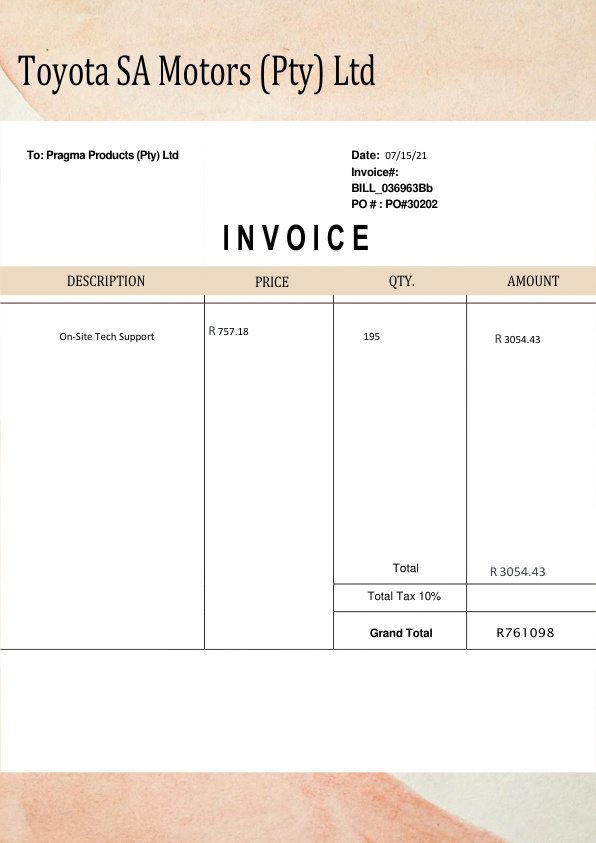 Toyota SA Motors (Pty) Ltd
To: Pragma Products (Pty) Ltd
Date: 07/15/21
Invoice#:
BILL_036963Bb
PO # : PO#30202
INVOICE
DESCRIPTION PRICE QTY. AMOUNT
On-Site Tech Support R 757.18 195 R 3054.43
Total R 3054.43
Total Tax 10%
Grand Total R761098